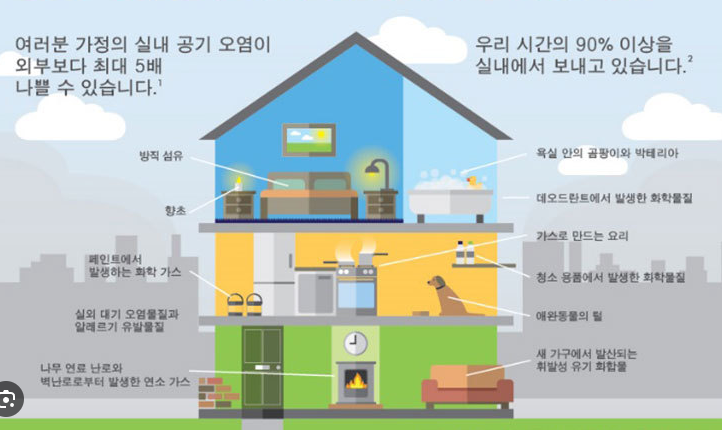 여러분 가정의 실내 공기 오염이
외부보다 최대 5배
나쁠 수 있습니다.¹
우리 시간의 90% 이상을
실내에서 보내고 있습니다.²
방직 섬유
향초
페인트에서
발생하는 화학 가스
실외 대기 오염물질과
알레르기 유발물질
나무 연료 난로와
벽난로로부터 발생한 연소 가스
욕실 안의 곰팡이와 박테리아
데오드란트에서 발생한 화학물질
가스로 만드는 요리
청소 용품에서 발생한 화학물질
애완동물의 털
새 가구에서 발산되는
휘발성 유기 화합물